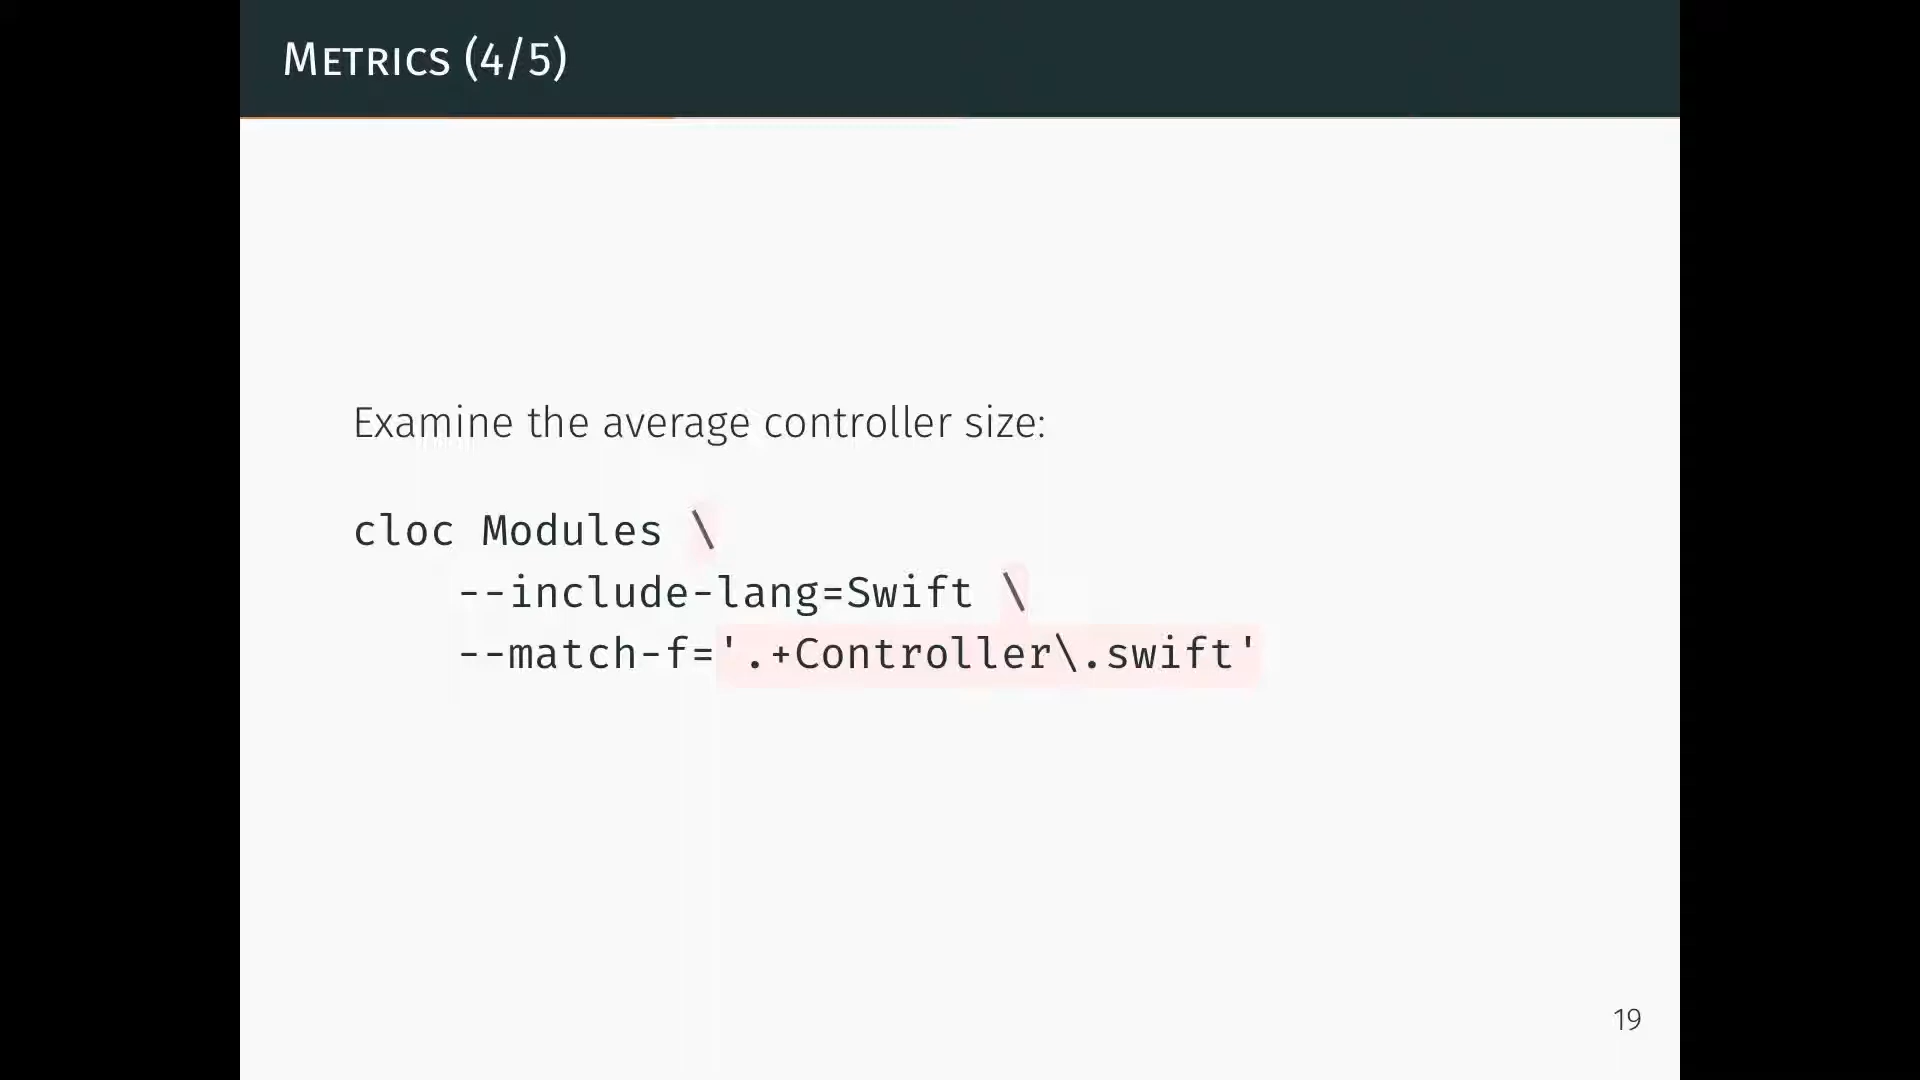 METRICS (4/5)
Examine the average controller size:
cloc Modules \
--include-lang=Swift \
--match-f='.+Controller\.swift'
19